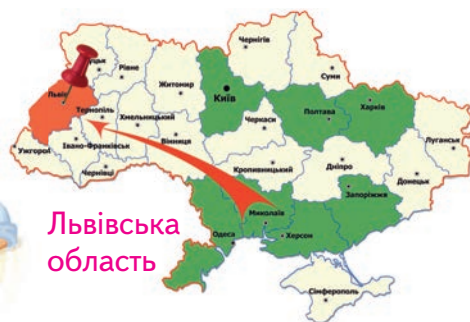 Чернігів
Луцьк
Рівне
Суми
Житомир
Київ
Львів
Тернопіль
Хмельницький
Полтава
Харків
Черкаси
Вінниця
Луганськ
Ужгород
Івано-Франківськ
Чернівці
Кропивницький
Дніпро
Донецьк
Запоріжжя
Миколаїв
Одеса
Херсон
Сімферополь
Львівська
область